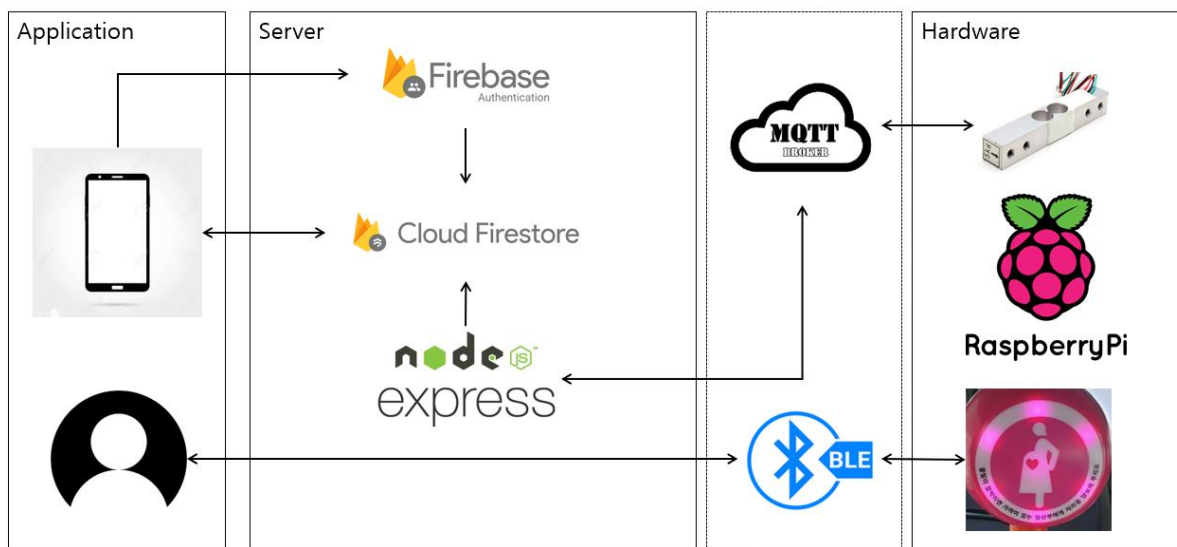 Application
Server
Hardware
Firebase
Authentication
MQTT
BROKER
Cloud Firestore
node
JS
express
RaspberryPi
BLE